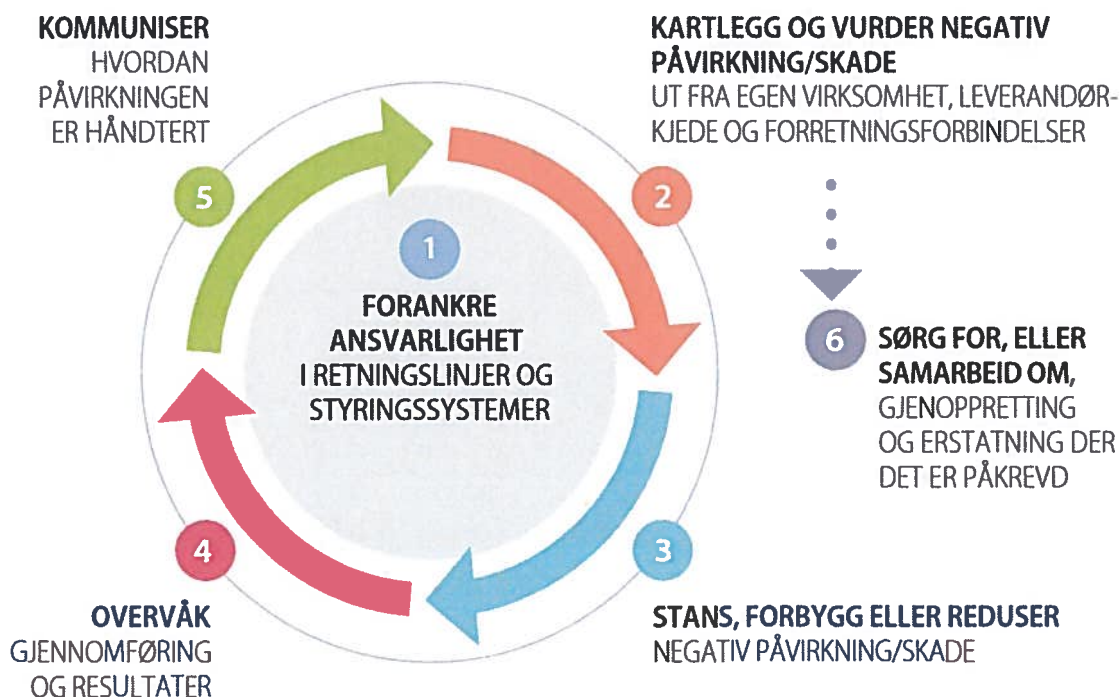 KOMMUNISER
HVORDAN
PÅVIRKNINGEN
ER HÅNDTERT
5
KARTLEGG OG VURDER NEGATIV
PÅVIRKNING/SKADE
UT FRA EGEN VIRKSOMHET, LEVERANDØR-
KJEDE OG FORRETNINGSFORBINDELSER
2
1
FORANKRE
ANSVARLIGHET
I RETNINGSLINJER OG
STYRINGSSYSTEMER
6
SØRG FOR, ELLER
SAMARBEID OM,
GJENOPPRETTING
OG ERSTATNING DER
DET ER PÅKREVD
4
OVERVÅK
GJENNOMFØRING
OG RESULTATER
3
STANS, FORBYGG ELLER REDUSER
NEGATIV PÅVIRKNING/SKADE